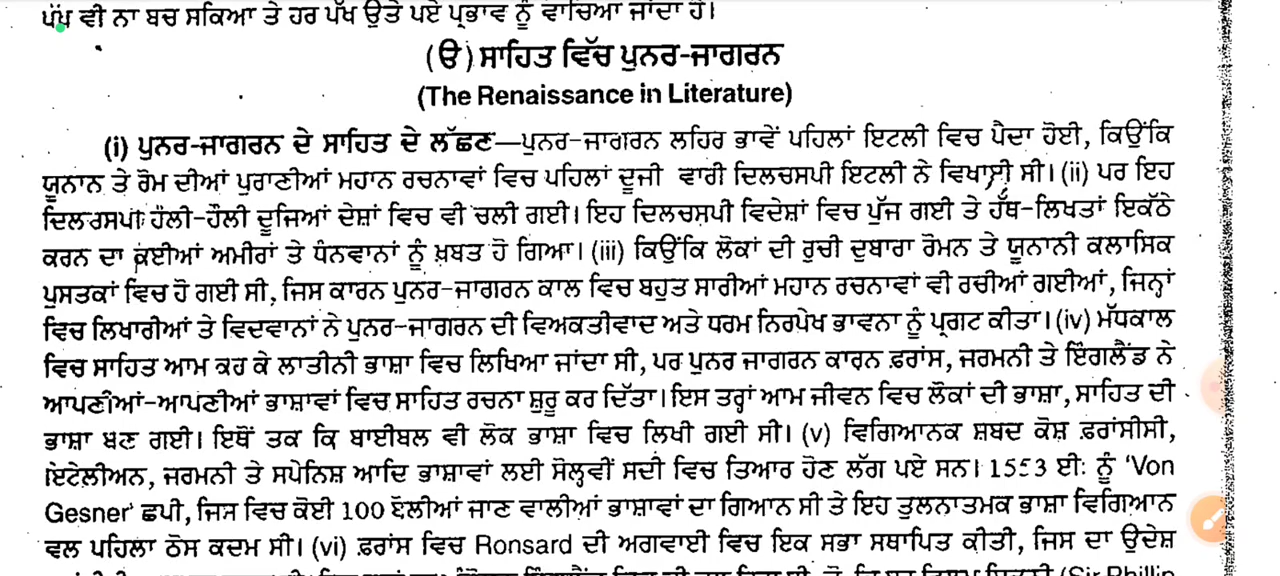 ਪੱਖ ਵੀ ਨਾ ਬਚ ਸਕਿਆ ਤੇ ਹਰ ਪੱਖ ਉਤੇ ਪਏ ਪ੍ਰਭਾਵ ਨੂੰ ਵਾਚਿਆ ਜਾਂਦਾ ਹੈ।
(ੳ) ਸਾਹਿਤ ਵਿੱਚ ਪੁਨਰ-ਜਾਗਰਨ
(The Renaissance in Literature)
(i) ਪੁਨਰ-ਜਾਗਰਨ ਦੇ ਸਾਹਿਤ ਦੇ ਲੱਛਣ—ਪੁਨਰ-ਜਾਗਰਨ ਲਹਿਰ ਭਾਵੇਂ ਪਹਿਲਾਂ ਇਟਲੀ ਵਿਚ ਪੈਦਾ ਹੋਈ, ਕਿਉਂਕਿ
ਯੂਨਾਨ ਤੇ ਰੋਮ ਦੀਆਂ ਪੁਰਾਣੀਆਂ ਮਹਾਨ ਰਚਨਾਵਾਂ ਵਿਚ ਪਹਿਲਾਂ ਦੂਜੀ ਵਾਰੀ ਦਿਲਚਸਪੀ ਇਟਲੀ ਨੇ ਵਿਖਾਈ ਸੀ। (ii) ਪਰ ਇਹ
ਦਿਲਚਸਪੀ ਹੌਲੀ-ਹੌਲੀ ਦੂਜਿਆਂ ਦੇਸ਼ਾਂ ਵਿਚ ਵੀ ਚਲੀ ਗਈ। ਇਹ ਦਿਲਚਸਪੀ ਵਿਦੇਸ਼ਾਂ ਵਿਚ ਪੁੱਜ ਗਈ ਤੇ ਹੱਥ-ਲਿਖਤਾਂ ਇਕੱਠੇ
ਕਰਨ ਦਾ ਕਈਆਂ ਅਮੀਰਾਂ ਤੇ ਧੰਨਵਾਨਾਂ ਨੂੰ ਖ਼ਬਤ ਹੋ ਗਿਆ। (iii) ਕਿਉਂਕਿ ਲੋਕਾਂ ਦੀ ਰੁਚੀ ਦੁਬਾਰਾ ਰੋਮਨ ਤੇ ਯੂਨਾਨੀ ਕਲਾਸਿਕ
ਪੁਸਤਕਾਂ ਵਿਚ ਹੋ ਗਈ ਸੀ, ਜਿਸ ਕਾਰਨ ਪੁਨਰ-ਜਾਗਰਨ ਕਾਲ ਵਿਚ ਬਹੁਤ ਸਾਰੀਆਂ ਮਹਾਨ ਰਚਨਾਵਾਂ ਵੀ ਰਚੀਆਂ ਗਈਆਂ, ਜਿਨ੍ਹਾਂ
ਵਿਚ ਲਿਖਾਰੀਆਂ ਤੇ ਵਿਦਵਾਨਾਂ ਨੇ ਪੁਨਰ-ਜਾਗਰਨ ਦੀ ਵਿਅਕਤੀਵਾਦ ਅਤੇ ਧਰਮ ਨਿਰਪੇਖ ਭਾਵਨਾ ਨੂੰ ਪ੍ਰਗਟ ਕੀਤਾ। (iv) ਮੱਧਕਾਲ
ਵਿਚ ਸਾਹਿਤ ਆਮ ਕਰ ਕੇ ਲਾਤੀਨੀ ਭਾਸ਼ਾ ਵਿਚ ਲਿਖਿਆ ਜਾਂਦਾ ਸੀ, ਪਰ ਪੁਨਰ ਜਾਗਰਨ ਕਾਰਨ ਫ਼ਰਾਂਸ, ਜਰਮਨੀ ਤੇ ਇੰਗਲੈਂਡ ਨੇ
ਆਪਣੀਆਂ-ਆਪਣੀਆਂ ਭਾਸ਼ਾਵਾਂ ਵਿਚ ਸਾਹਿਤ ਰਚਨਾ ਸ਼ੁਰੂ ਕਰ ਦਿੱਤਾ। ਇਸ ਤਰ੍ਹਾਂ ਆਮ ਜੀਵਨ ਵਿਚ ਲੋਕਾਂ ਦੀ ਭਾਸ਼ਾ, ਸਾਹਿਤ ਦੀ
ਭਾਸ਼ਾ ਬਣ ਗਈ। ਇਥੋਂ ਤਕ ਕਿ ਬਾਈਬਲ ਵੀ ਲੋਕ ਭਾਸ਼ਾ ਵਿਚ ਲਿਖੀ ਗਈ ਸੀ। (v) ਵਿਗਿਆਨਕ ਸ਼ਬਦ ਕੋਸ਼ ਫ਼ਰਾਂਸੀਸੀ,
ਇਟੇਲੀਅਨ, ਜਰਮਨੀ ਤੇ ਸਪੇਨਿਸ਼ ਆਦਿ ਭਾਸ਼ਾਵਾਂ ਲਈ ਸੋਲ੍ਹਵੀਂ ਸਦੀ ਵਿਚ ਤਿਆਰ ਹੋਣ ਲੱਗ ਪਏ ਸਨ। 1553 ਈ: ਨੂੰ ‘Von
Gesner’ ਛਪੀ, ਜਿਸ ਵਿਚ ਕੋਈ 100 ਬੋਲੀਆਂ ਜਾਣ ਵਾਲੀਆਂ ਭਾਸ਼ਾਵਾਂ ਦਾ ਗਿਆਨ ਸੀ ਤੇ ਇਹ ਤੁਲਨਾਤਮਕ ਭਾਸ਼ਾ ਵਿਗਿਆਨ
ਵਲ ਪਹਿਲਾ ਠੋਸ ਕਦਮ ਸੀ। (vi) ਫ਼ਰਾਂਸ ਵਿਚ Ronsard ਦੀ ਅਗਵਾਈ ਵਿਚ ਇਕ ਸਭਾ ਸਥਾਪਿਤ ਕੀਤੀ, ਜਿਸ ਦਾ ਉਦੇਸ਼
(Sir Phillip